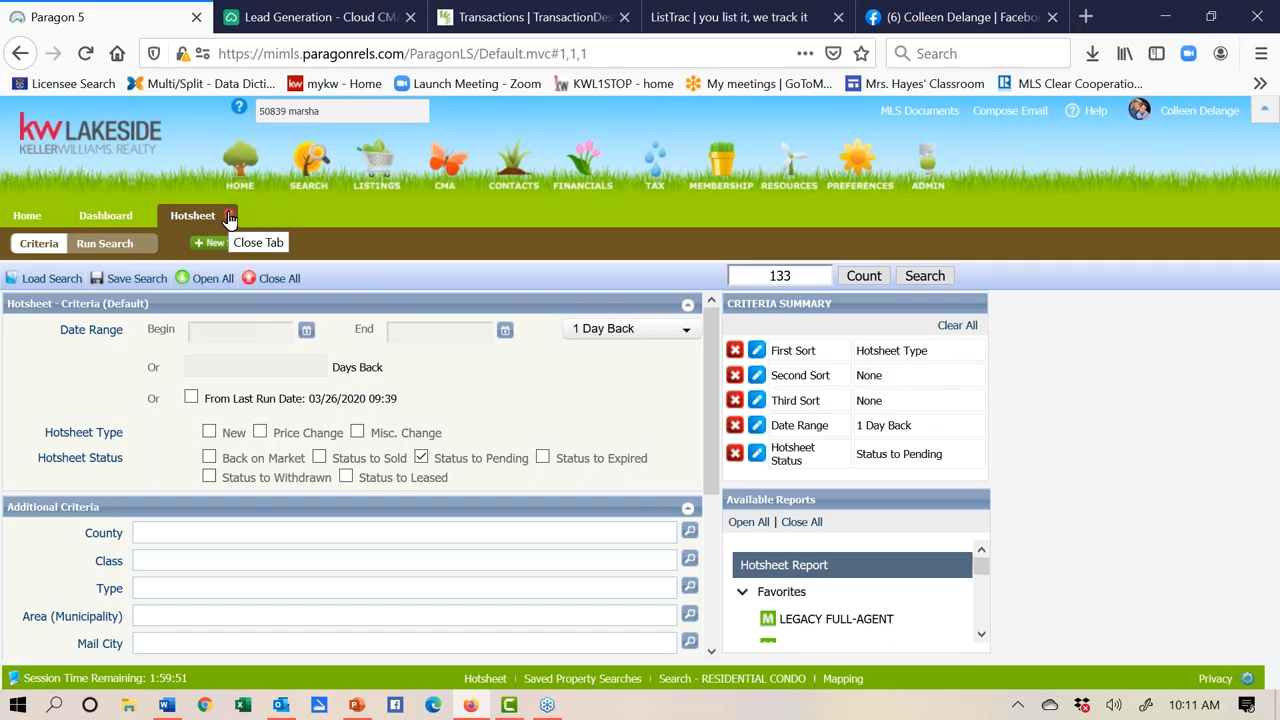 Paragon 5
Lead Generation - Cloud CMA
Transactions | TransactionDes
ListTrac | you list it, we track it
(6) Colleen Delange | Facebo
https://mimls.paragonrels.com/ParagonLS/Default.mvc#1,1,1
Search
Licensee Search
Multi/Split - Data Dicti...
mykw - Home
Launch Meeting - Zoom
KWL1STOP - home
My meetings | GoToM...
Mrs. Hayes' Classroom
MLS Clear Cooperatio...
50839 marsha
MLS Documents
Compose Email
Help
Colleen Delange
kw LAKESIDE
KELLERWILLIAMS. REALTY
HOME
SEARCH
LISTINGS
CMA
CONTACTS
FINANCIALS
TAX
MEMBERSHIP
RESOURCES
PREFERENCES
ADMIN
Home
Dashboard
Hotsheet
Criteria
Run Search
+ New
Close Tab
Load Search
Save Search
Open All
Close All
133
Count
Search
Hotsheet - Criteria (Default)
Date Range
Begin
End
1 Day Back
Or
Days Back
Or
From Last Run Date: 03/26/2020 09:39
Hotsheet Type
New
Price Change
Misc. Change
Hotsheet Status
Back on Market
Status to Sold
Status to Pending
Status to Expired
Status to Withdrawn
Status to Leased
Additional Criteria
County
Class
Type
Area (Municipality)
Mail City
CRITERIA SUMMARY
Clear All
First Sort
Hotsheet Type
Second Sort
None
Third Sort
None
Date Range
1 Day Back
Hotsheet
Status
Status to Pending
Available Reports
Open All | Close All
Hotsheet Report
Favorites
M LEGACY FULL-AGENT
Session Time Remaining: 1:59:51
Hotsheet | Saved Property Searches | Search - RESIDENTIAL CONDO | Mapping
Privacy
10:11 AM